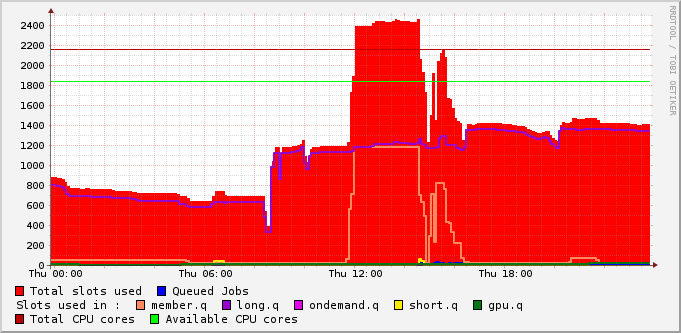 2400
2200
2000
1800
1600
1400
1200
1000
800
600
400
200
0
Thu 00:00 Thu 06:00 Thu 12:00 Thu 18:00
RRDTOOL / TOBI OETIKER
Total slots used Queued Jobs
Slots used in : member.q long.q ondemand.q short.q gpu.q
Total CPU cores Available CPU cores